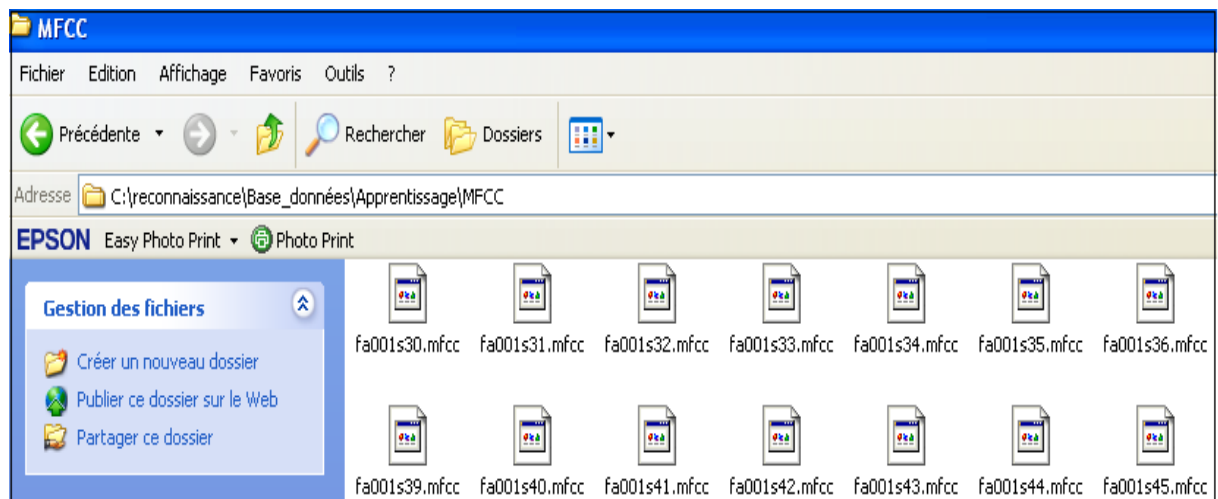 MFCC
Fichier Edition Affichage Favoris Outils ?
Précédente Rechercher Dossiers
Adresse C:\reconnaissance\Base_données\Apprentissage\MFCC
EPSON Easy Photo Print Photo Print
Gestion des fichiers
Créer un nouveau dossier
Publier ce dossier sur le Web
Partager ce dossier
fa001s30.mfcc fa001s31.mfcc fa001s32.mfcc fa001s33.mfcc fa001s34.mfcc fa001s35.mfcc fa001s36.mfcc
fa001s39.mfcc fa001s40.mfcc fa001s41.mfcc fa001s42.mfcc fa001s43.mfcc fa001s44.mfcc fa001s45.mfcc